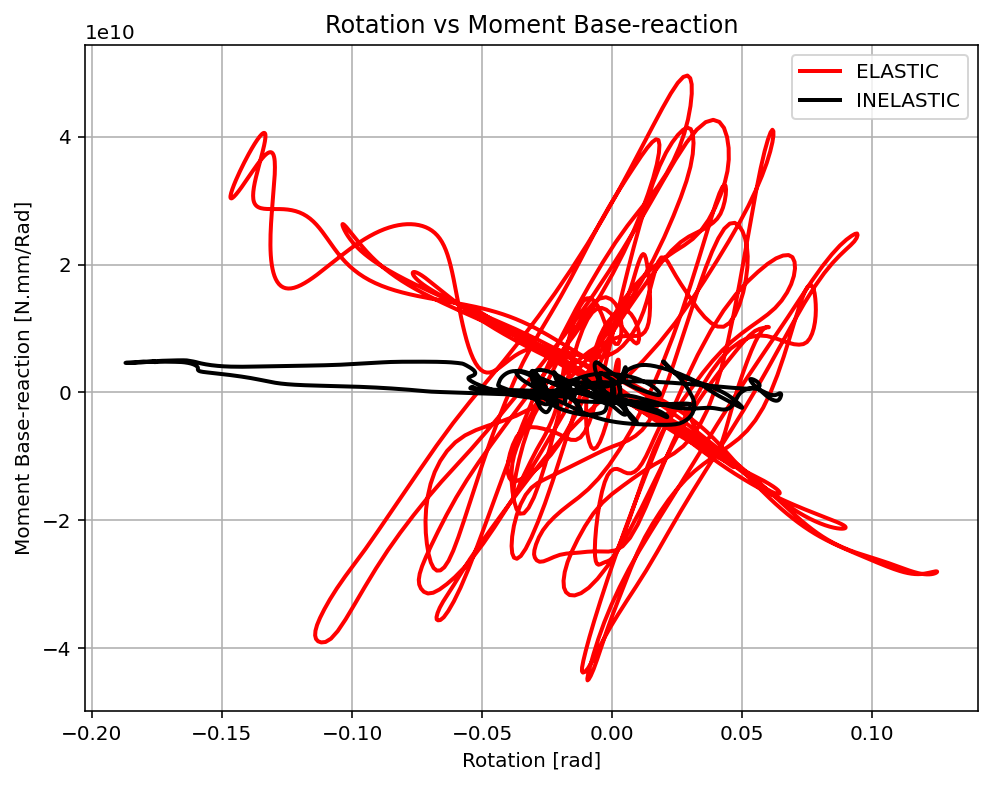 Rotation vs Moment Base-reaction
1e10
ELASTIC
INELASTIC
4
2
0
−2
−4
Moment Base-reaction [N.mm/Rad]
−0.20 −0.15 −0.10 −0.05 0.00 0.05 0.10
Rotation [rad]